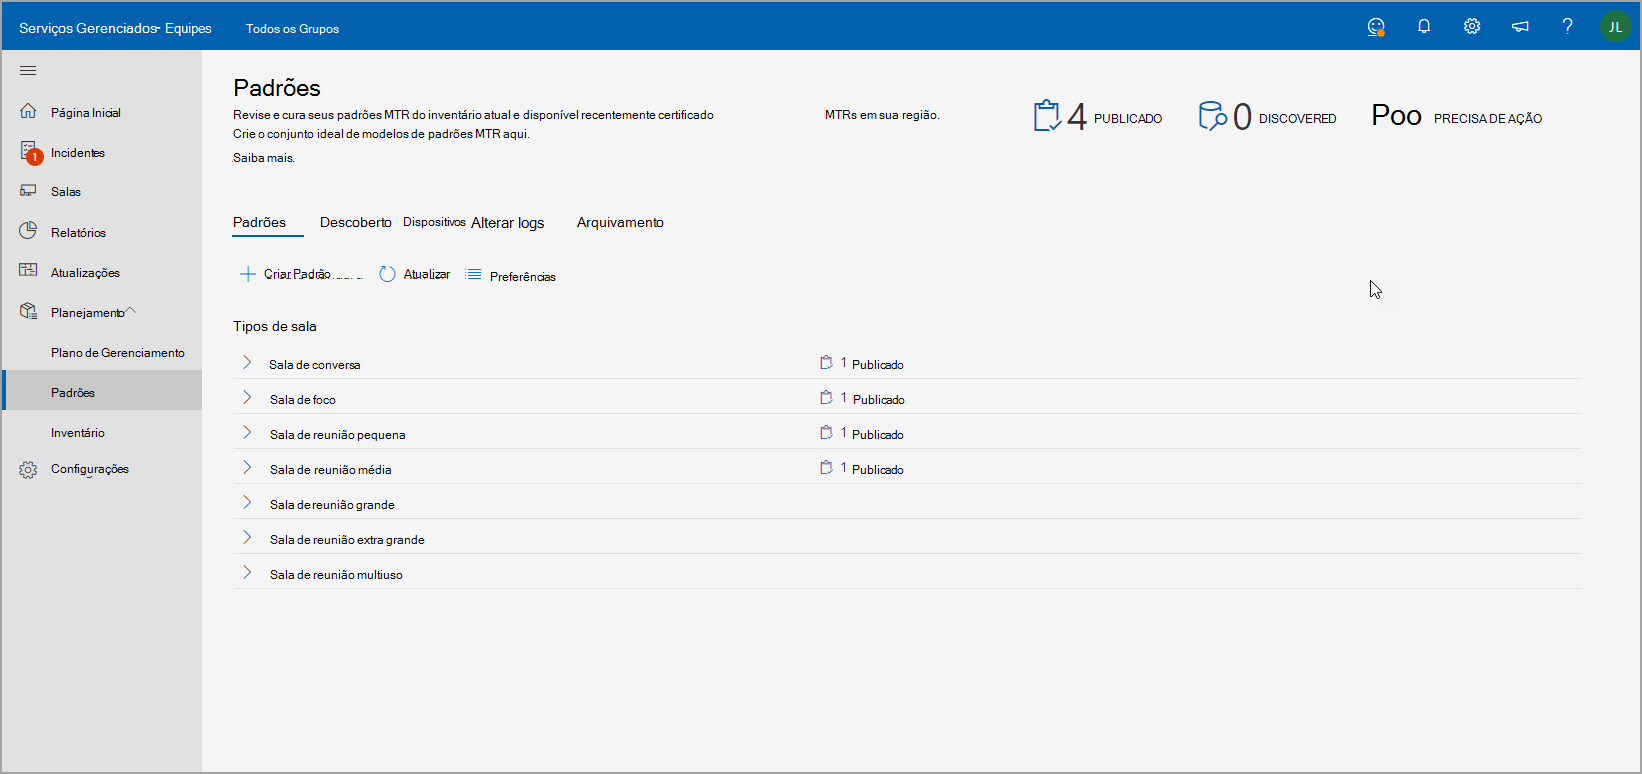 Serviços Gerenciados- Equipes
Todos os Grupos
JL
Página Inicial
1
Incidentes
Salas
Relatórios
Atualizações
Planejamento
Plano de Gerenciamento
Padrões
Inventário
Configurações
Padrões
Revise e cura seus padrões MTR do inventário atual e disponível recentemente certificado MTRs em sua região.
Crie o conjunto ideal de modelos de padrões MTR aqui.
Saiba mais.
4 PUBLICADO
0 DISCOVERED
Poo PRECISA DE AÇÃO
Padrões Descoberto Dispositivos Alterar logs Arquivamento
Criar Padrão Atualizar Preferências
Tipos de sala
Sala de conversa 1 Publicado
Sala de foco 1 Publicado
Sala de reunião pequena 1 Publicado
Sala de reunião média 1 Publicado
Sala de reunião grande
Sala de reunião extra grande
Sala de reunião multiuso